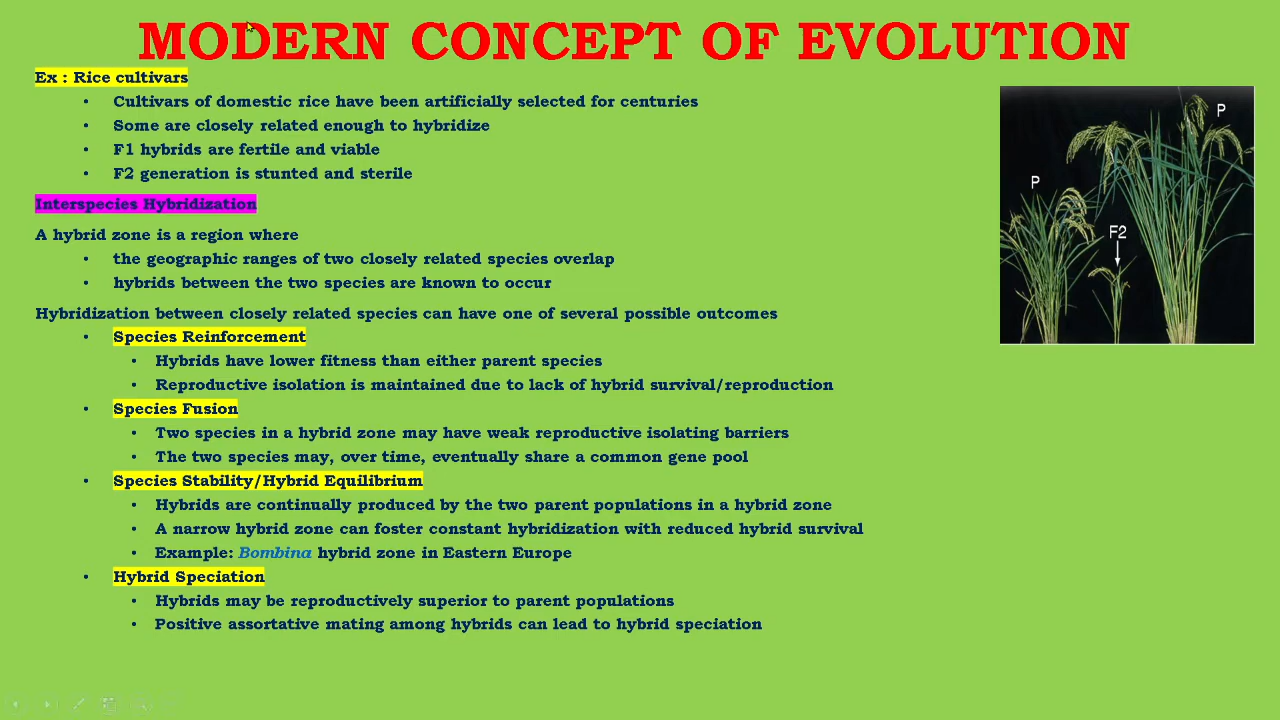 MODERN CONCEPT OF EVOLUTION
Ex : Rice cultivars
• Cultivars of domestic rice have been artificially selected for centuries
• Some are closely related enough to hybridize
• F1 hybrids are fertile and viable
• F2 generation is stunted and sterile
P
P
F2
Interspecies Hybridization
A hybrid zone is a region where
• the geographic ranges of two closely related species overlap
• hybrids between the two species are known to occur
Hybridization between closely related species can have one of several possible outcomes
• Species Reinforcement
• Hybrids have lower fitness than either parent species
• Reproductive isolation is maintained due to lack of hybrid survival/reproduction
• Species Fusion
• Two species in a hybrid zone may have weak reproductive isolating barriers
• The two species may, over time, eventually share a common gene pool
• Species Stability/Hybrid Equilibrium
• Hybrids are continually produced by the two parent populations in a hybrid zone
• A narrow hybrid zone can foster constant hybridization with reduced hybrid survival
• Example: Bombina hybrid zone in Eastern Europe
• Hybrid Speciation
• Hybrids may be reproductively superior to parent populations
• Positive assortative mating among hybrids can lead to hybrid speciation